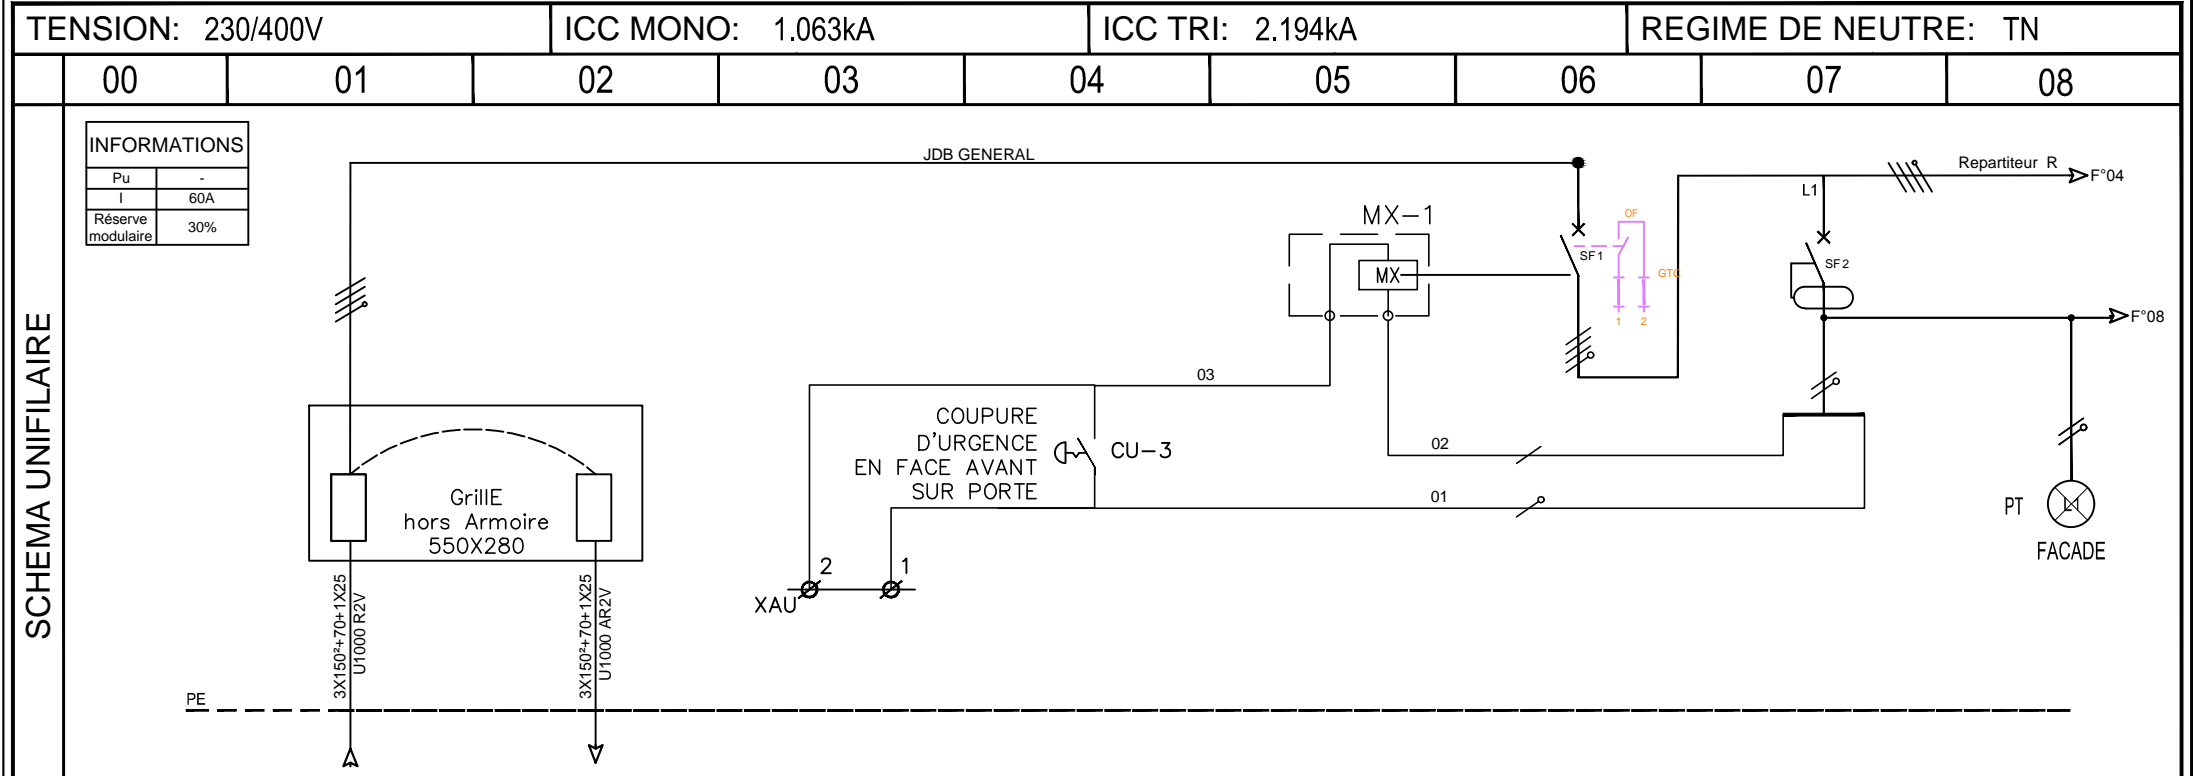 TENSION: 230/400V
ICC MONO: 1.063kA
ICC TRI: 2.194kA
REGIME DE NEUTRE: TN
00 01 02 03 04 05 06 07 08
SCHEMA UNIFILAIRE
INFORMATIONS
Pu -
I 60A
Réserve
modulaire
30%
JDB GENERAL
Repartiteur R
F°04
L1
MX-1
MX
SF1
OF
GTC
1 2
SF2
F°08
03
COUPURE
D'URGENCE
EN FACE AVANT
SUR PORTE
CU-3
02
01
GrillE
hors Armoire
550X280
PT
FACADE
2
1
XAU
3X150²+70+1X25
U1000 R2V
3X150²+70+1X25
U1000 AR2V
PE